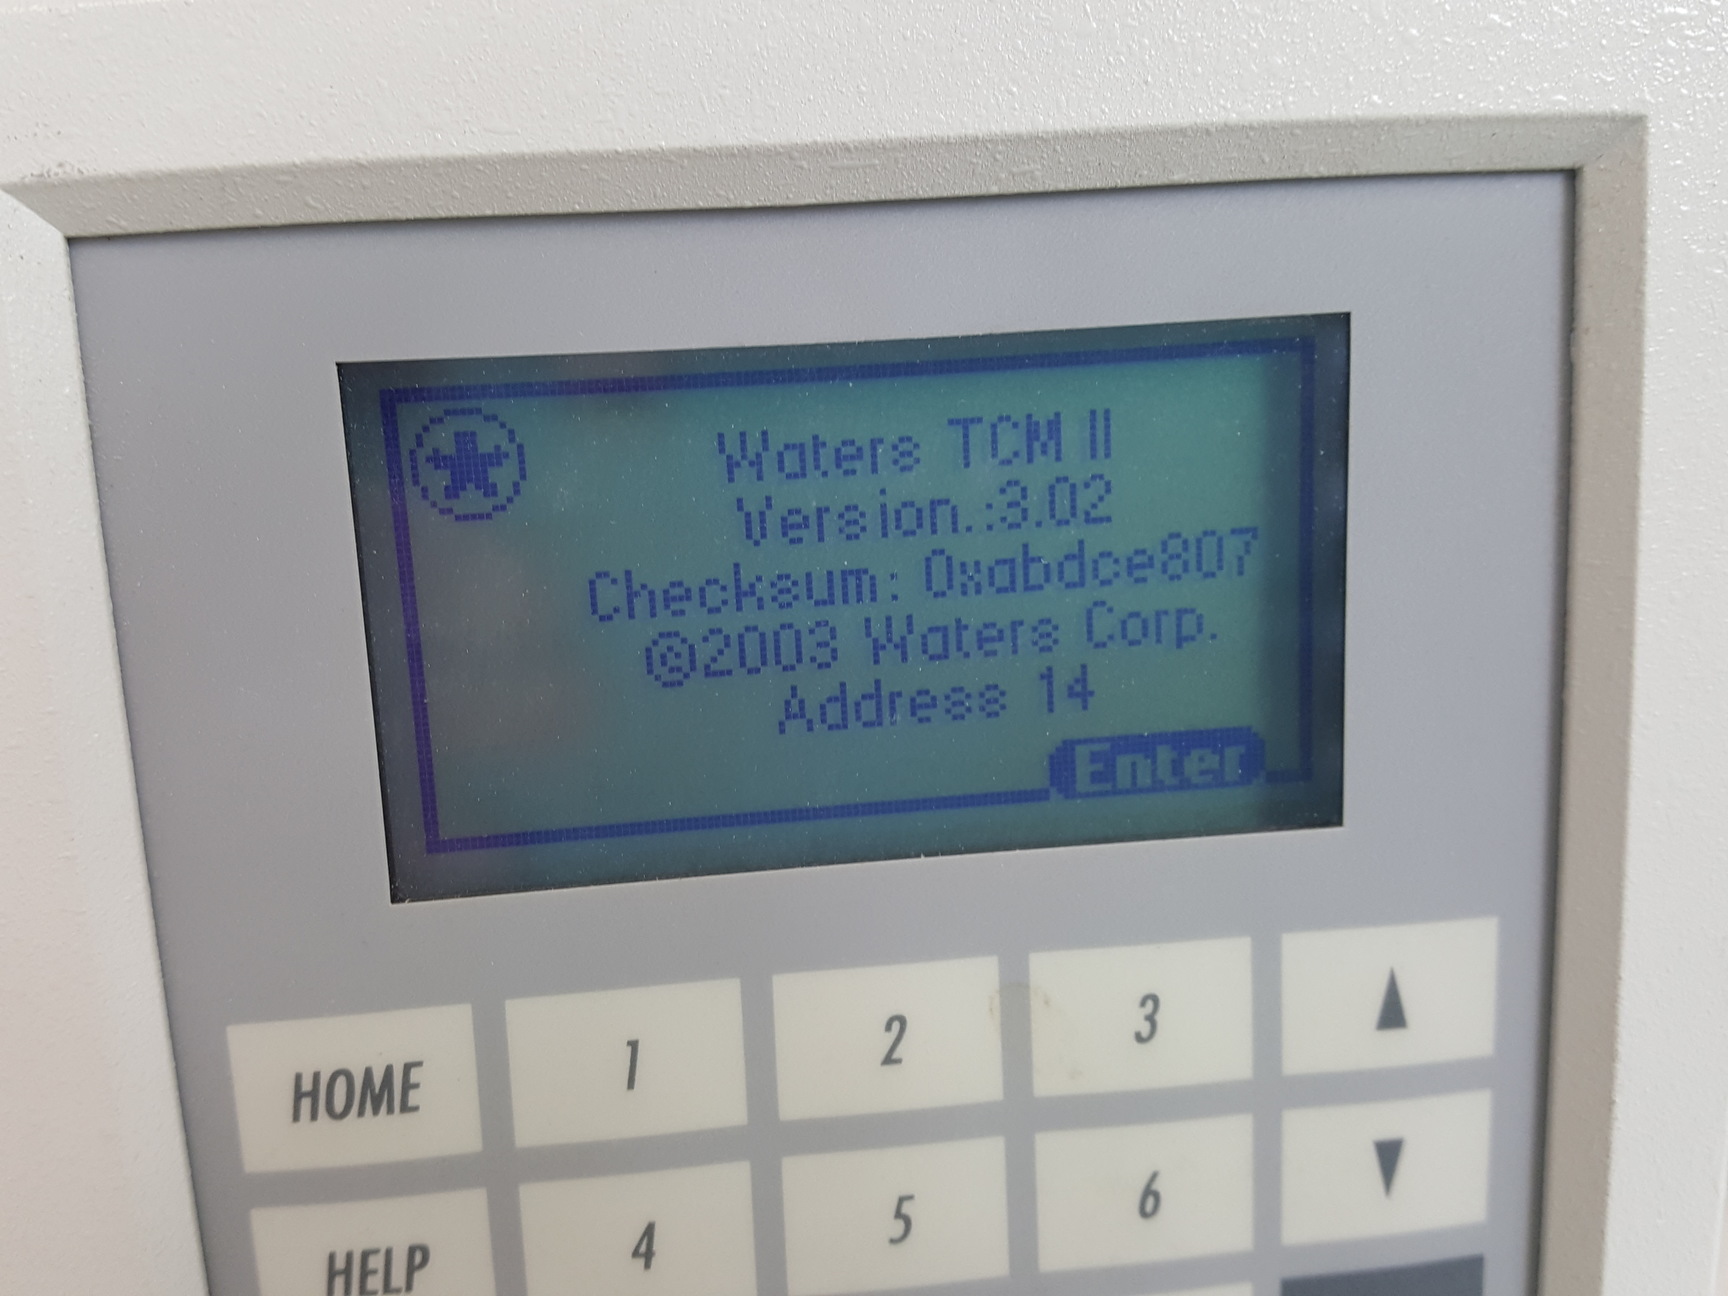 Waters TCM II
Version.:3.02
Checksum: 0xabdce807
©2003 Waters Corp.
Address 14
Enter
HOME 1 2 3 ▲
HELP 4 5 6 ▼